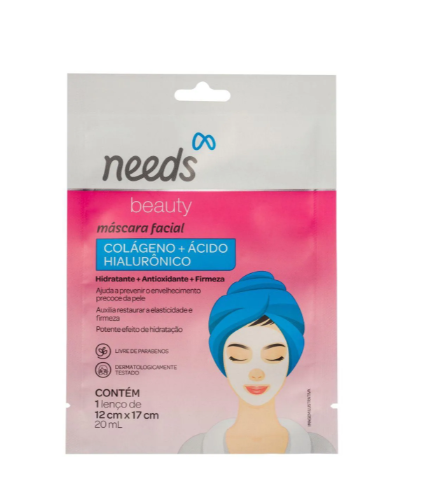 needs
beauty
máscara facial
COLÁGENO + ÁCIDO
HIALURÔNICO
Hidratante + Antioxidante + Firmeza
Ajuda a prevenir o envelhecimento
precoce da pele
Auxilia restaurar a elasticidade e
firmeza
Potente efeito de hidratação
LIVRE DE PARABENOS
DERMATOLOGICAMENTE
TESTADO
CONTÉM
1 lenço de
12 cm x 17 cm
20 mL